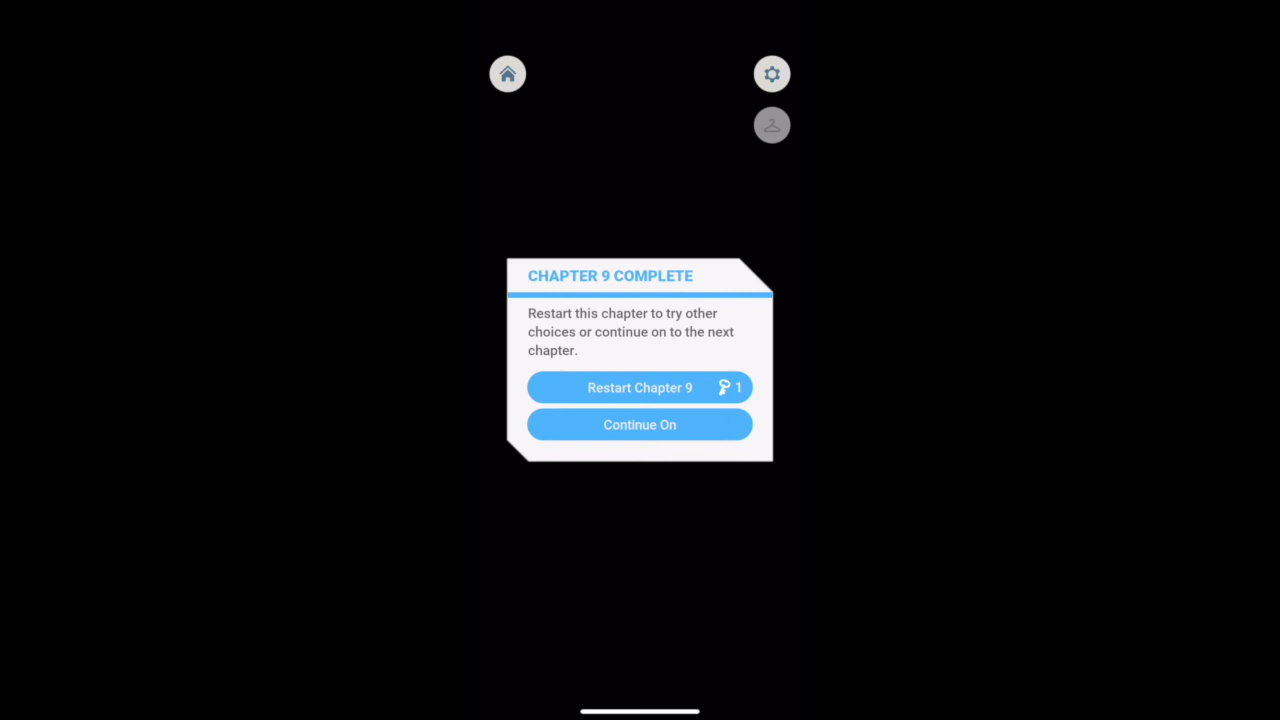 CHAPTER 9 COMPLETE
Restart this chapter to try other
choices or continue on to the next
chapter.
Restart Chapter 9 1
Continue On